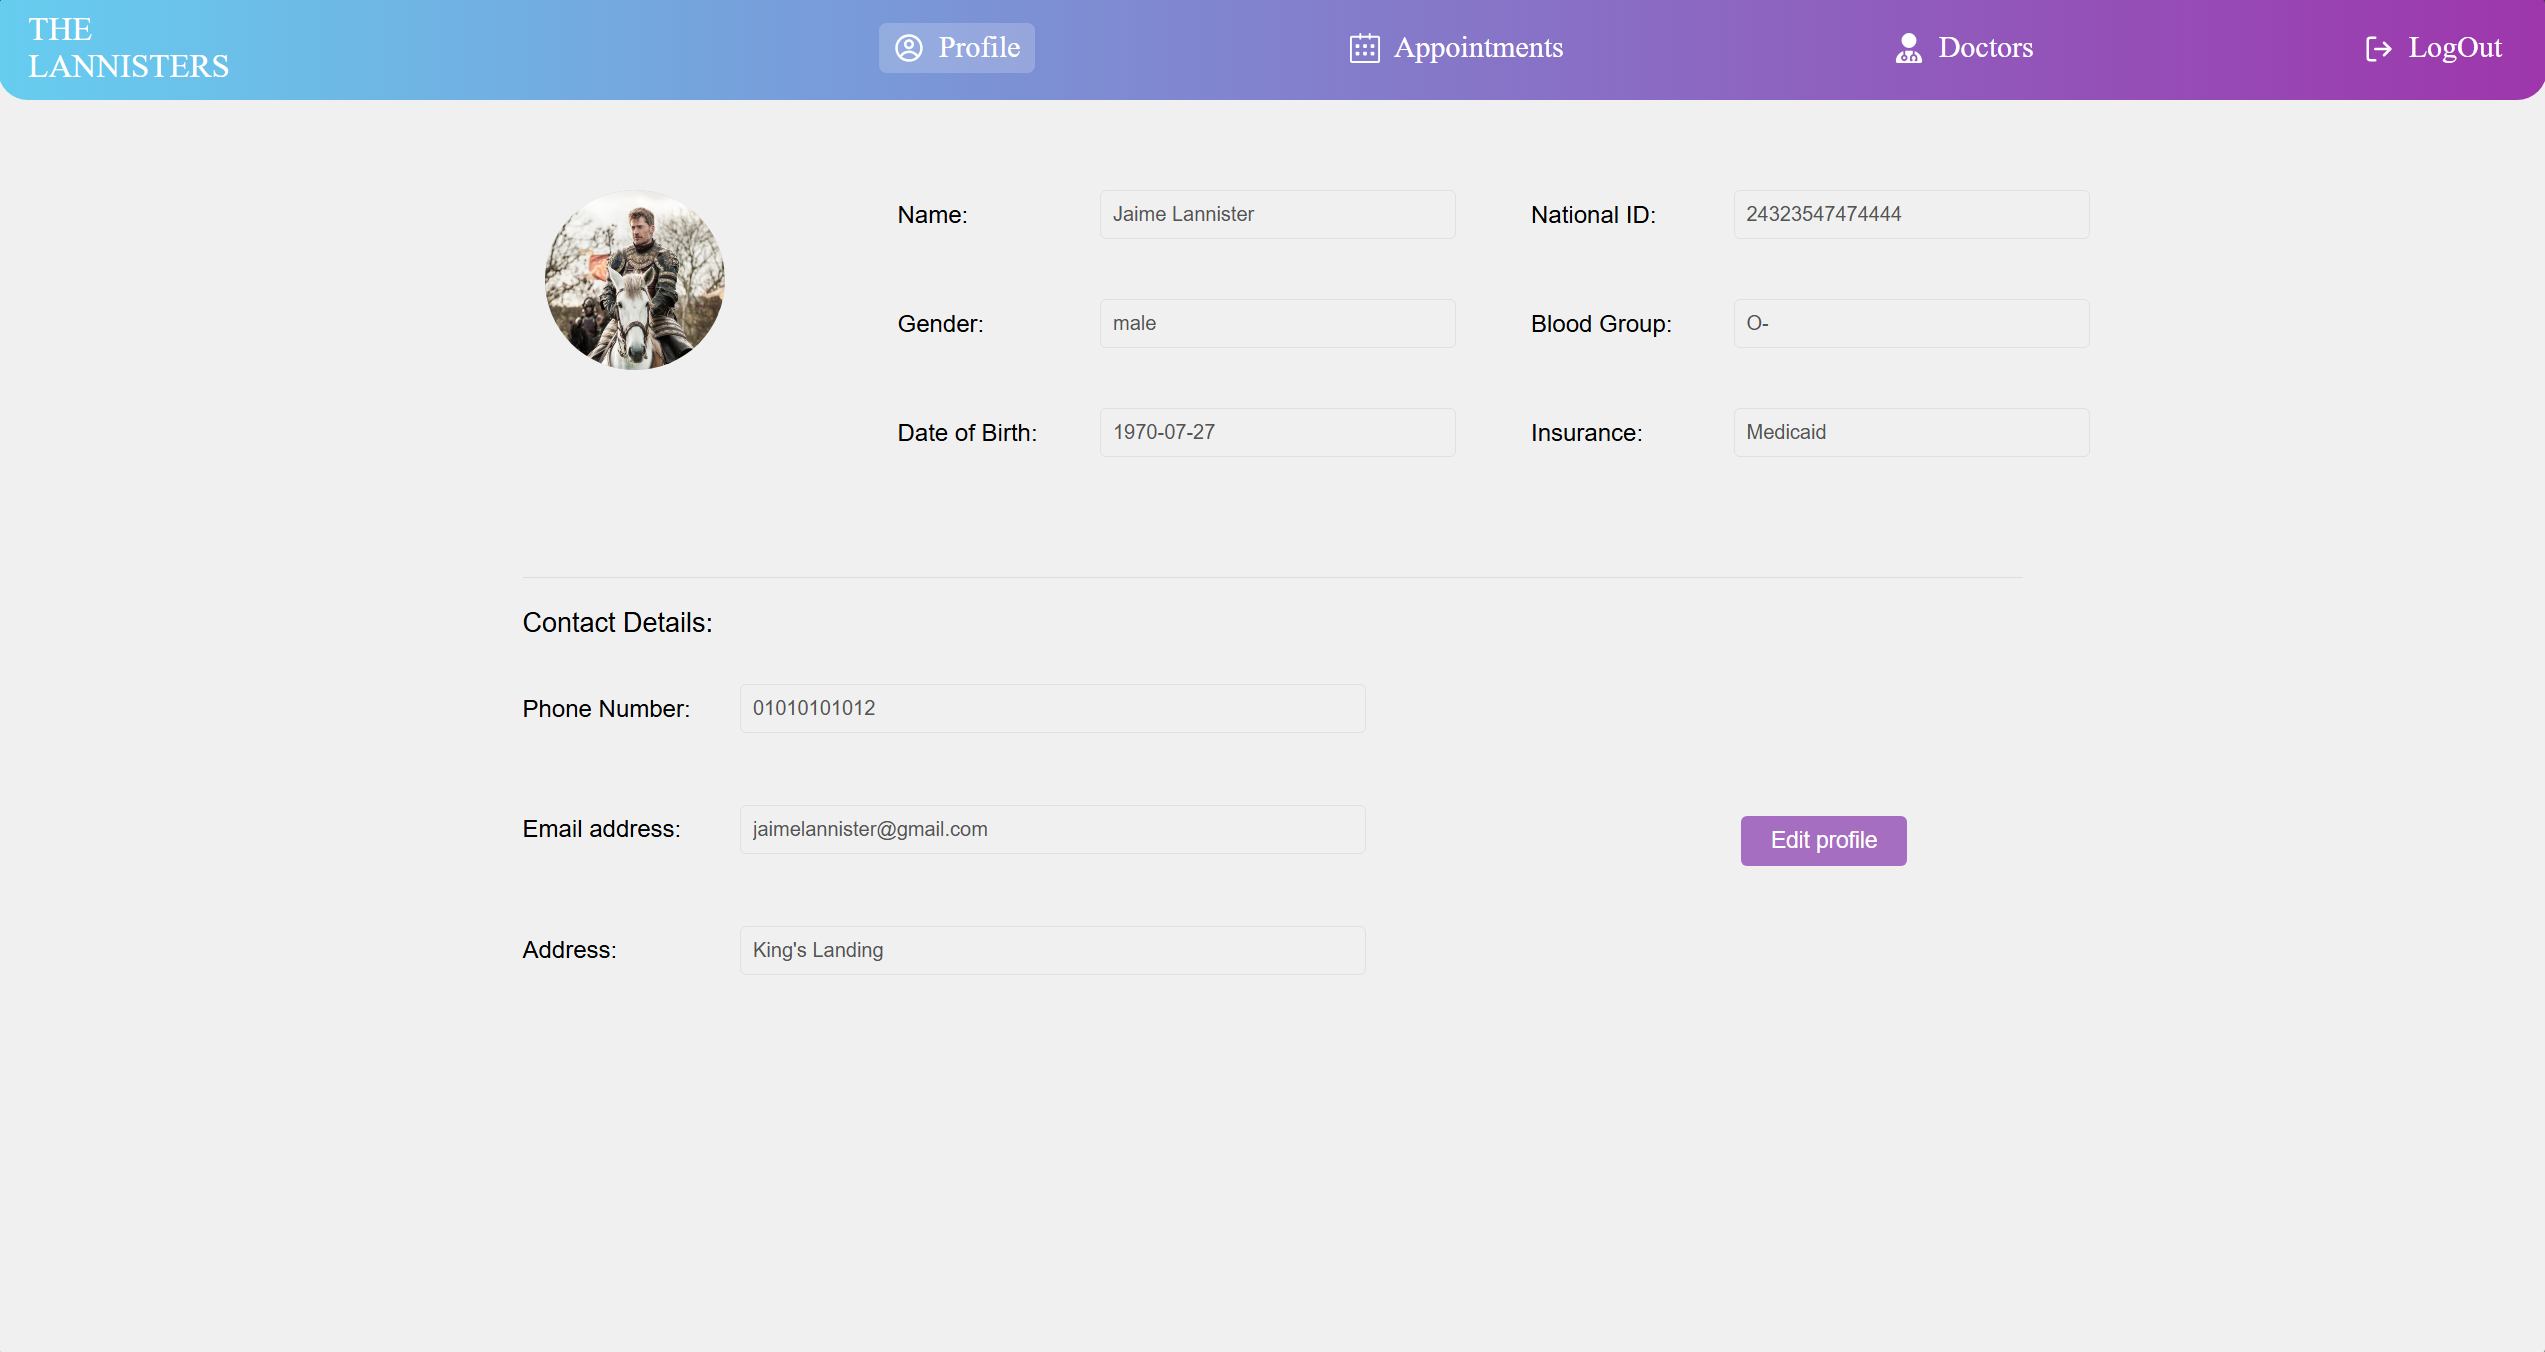 THE
LANNISTERS
Profile
Appointments
Doctors
LogOut
Name:
Jaime Lannister
National ID:
24323547474444
Gender:
male
Blood Group:
O-
Date of Birth:
1970-07-27
Insurance:
Medicaid
Contact Details:
Phone Number:
01010101012
Email address:
jaimelannister@gmail.com
Edit profile
Address:
King's Landing